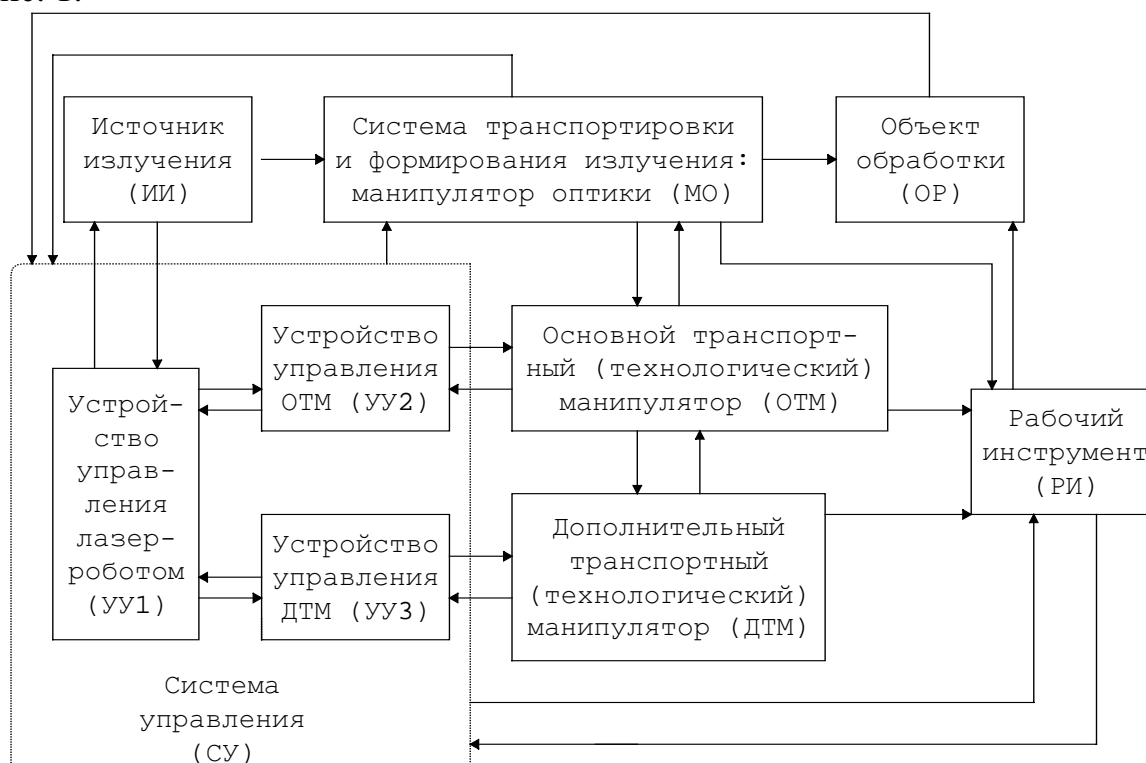 Источник
излучения
(ИИ)
Система транспортировки
и формирования излучения:
манипулятор оптики (МО)
Объект
обработки
(ОР)
Устройство
управления
ОТМ (УУ2)
Основной транспорт-
ный (технологический)
манипулятор (ОТМ)
Устрой-
ство
управ-
ления
лазер-
роботом
(УУ1)
Рабочий
инструмент
(РИ)
Устройство
управления
ДТМ (УУ3)
Дополнительный
транспортный
(технологический)
манипулятор (ДТМ)
Система
управления
(СУ)